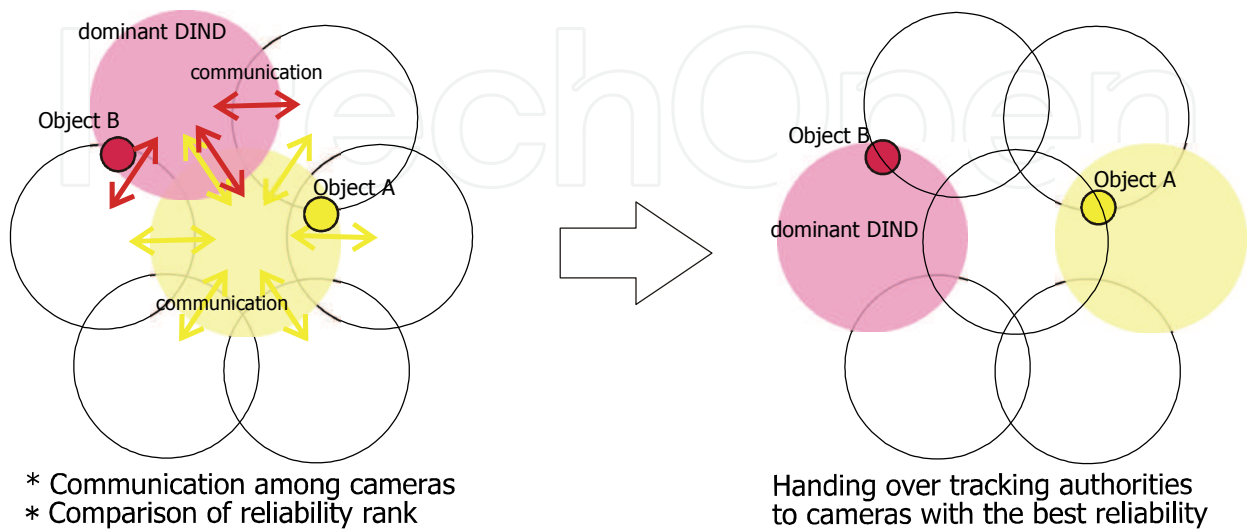 dominant DIND
communication
Object B
Object A
communication
* Communication among cameras
* Comparison of reliability rank
Object B
Object A
dominant DIND
Handing over tracking authorities
to cameras with the best reliability
InTechOpen